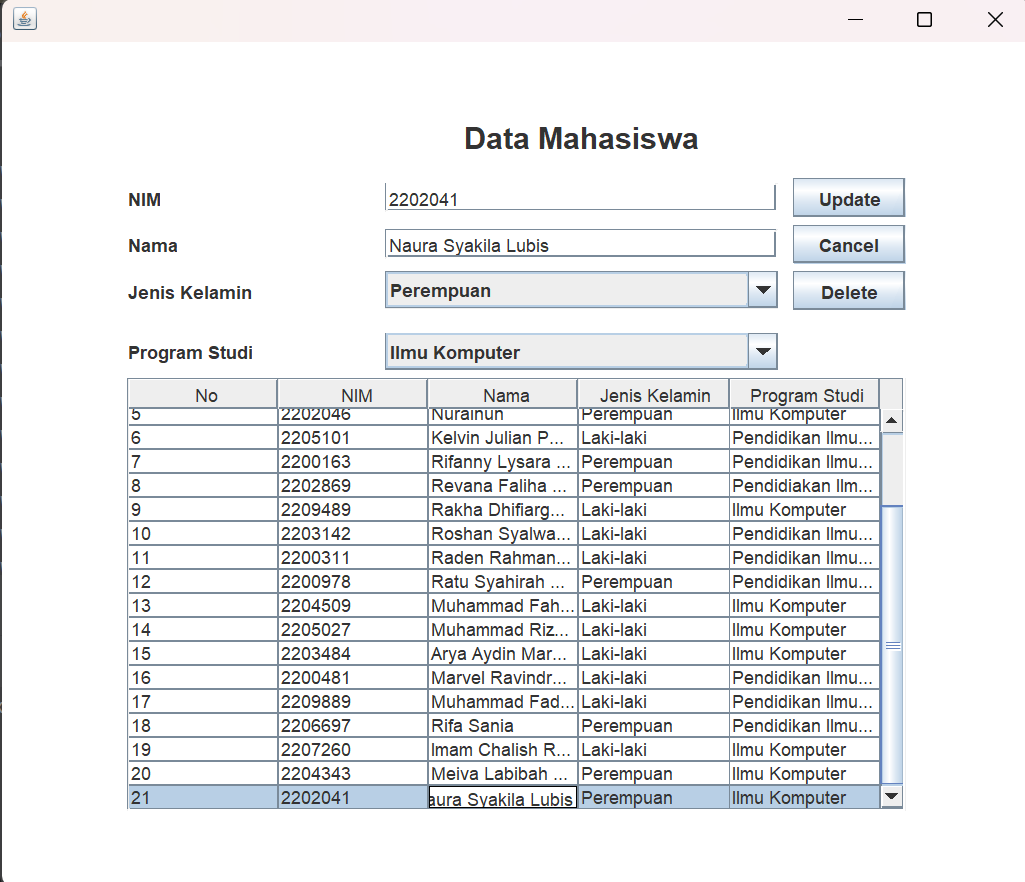 Data Mahasiswa
NIM 2202041 Update
Nama Naura Syakila Lubis Cancel
Jenis Kelamin Perempuan Delete
Program Studi Ilmu Komputer
No NIM Nama Jenis Kelamin Program Studi
5 2202046 Nurainun Perempuan Ilmu Komputer
6 2205101 Kelvin Julian P... Laki-laki Pendidikan Ilmu...
7 2200163 Rifanny Lysara ... Perempuan Pendidikan Ilmu...
8 2202869 Revana Faliha ... Perempuan Pendidiakan Ilm...
9 2209489 Rakha Dhifiarg... Laki-laki Ilmu Komputer
10 2203142 Roshan Syalwa... Laki-laki Pendidikan Ilmu...
11 2200311 Raden Rahman... Laki-laki Pendidikan Ilmu...
12 2200978 Ratu Syahirah ... Perempuan Pendidikan Ilmu...
13 2204509 Muhammad Fah... Laki-laki Ilmu Komputer
14 2205027 Muhammad Riz... Laki-laki Ilmu Komputer
15 2203484 Arya Aydin Mar... Laki-laki Ilmu Komputer
16 2200481 Marvel Ravindr... Laki-laki Pendidikan Ilmu...
17 2209889 Muhammad Fad... Laki-laki Pendidikan Ilmu...
18 2206697 Rifa Sania Perempuan Pendidikan Ilmu...
19 2207260 Imam Chalish R... Laki-laki Ilmu Komputer
20 2204343 Meiva Labibah ... Perempuan Ilmu Komputer
21 2202041 aura Syakila Lubis Perempuan Ilmu Komputer